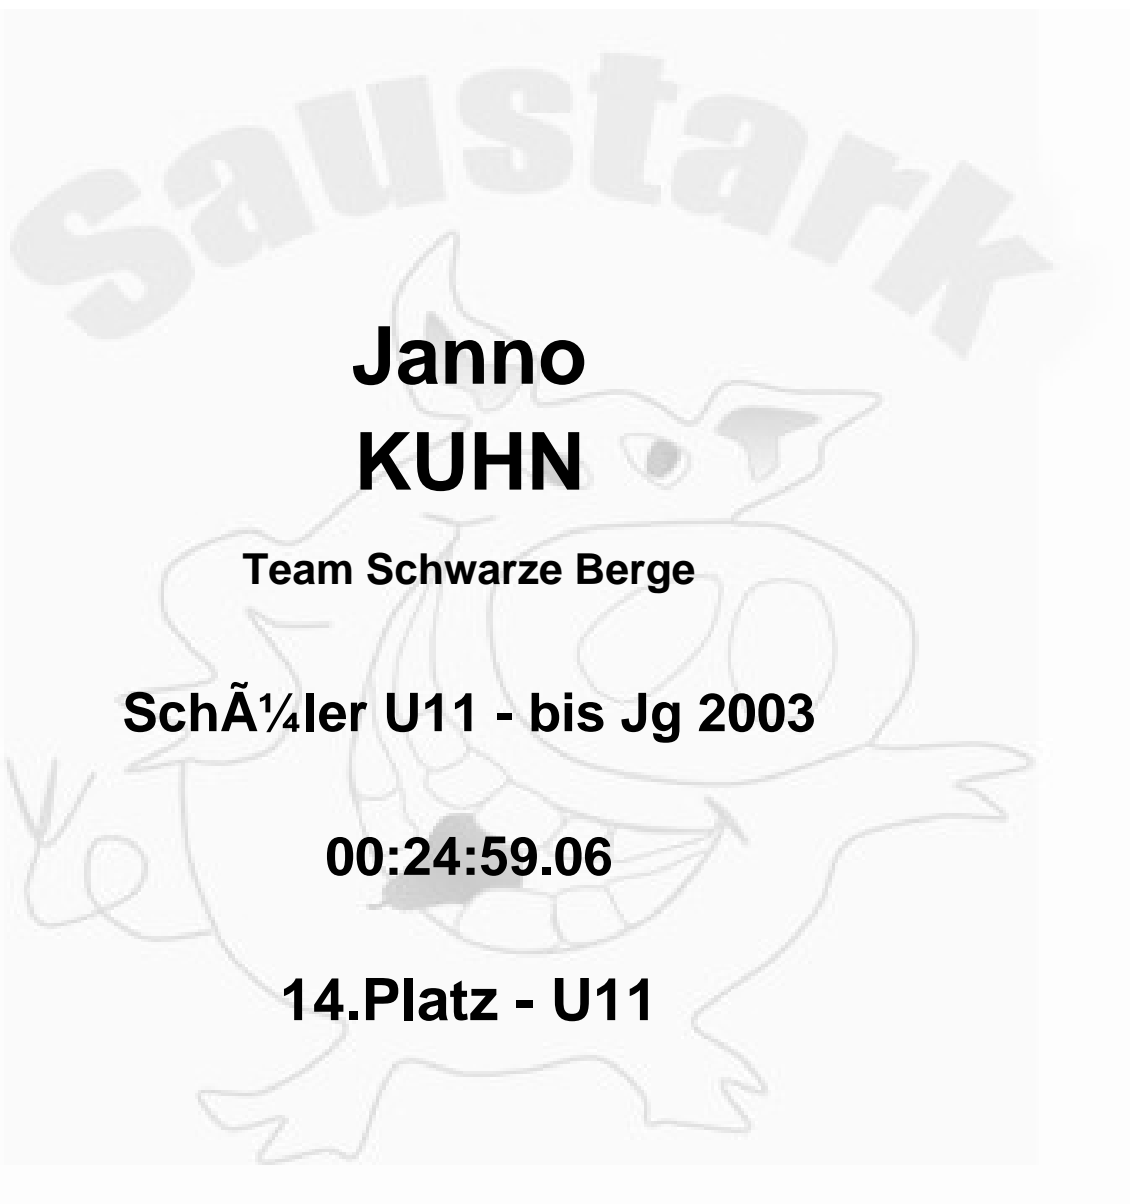 Saustark
Janno
KUHN
Team Schwarze Berge
SchÃ¼ler U11 - bis Jg 2003
00:24:59.06
14.Platz - U11